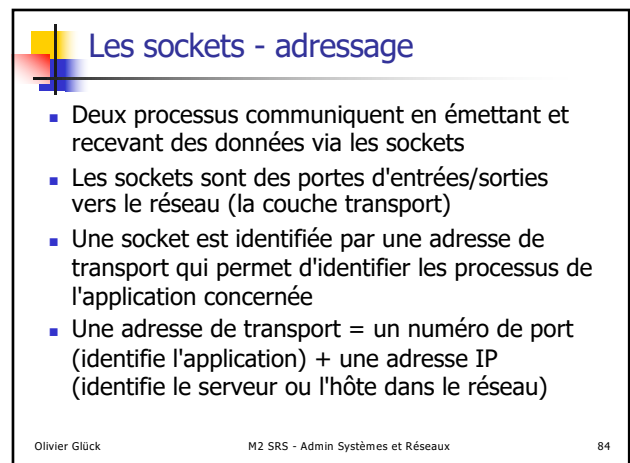 Les sockets - adressage
Deux processus communiquent en émettant et
recevant des données via les sockets
Les sockets sont des portes d'entrées/sorties
vers le réseau (la couche transport)
Une socket est identifiée par une adresse de
transport qui permet d'identifier les processus de
l'application concernée
Une adresse de transport = un numéro de port
(identifie l'application) + une adresse IP
(identifie le serveur ou l'hôte dans le réseau)
Olivier Glück M2 SRS - Admin Systèmes et Réseaux 84